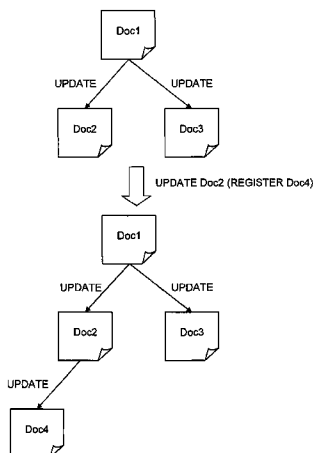 Doc1
UPDATE UPDATE
Doc2 Doc3
UPDATE Doc2 (REGISTER Doc4)
Doc1
UPDATE UPDATE
Doc2 Doc3
UPDATE
Doc4